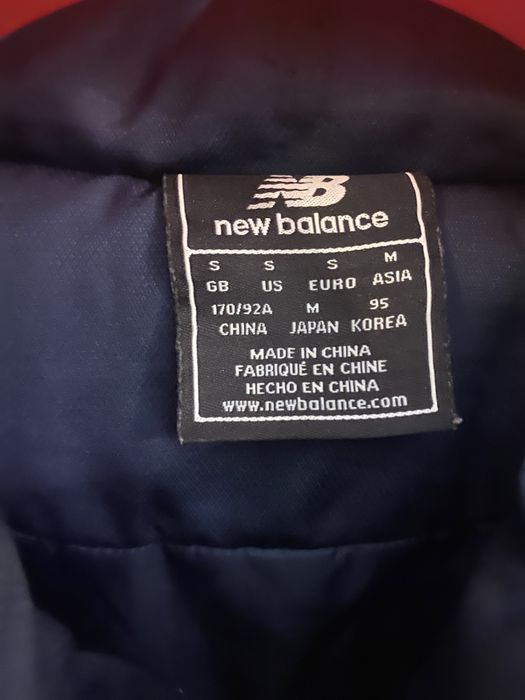 NB
new balance
S S S M
GB US EURO ASIA
170/92A M 95
CHINA JAPAN KOREA
MADE IN CHINA
FABRIQUÉ EN CHINE
HECHO EN CHINA
www.newbalance.com